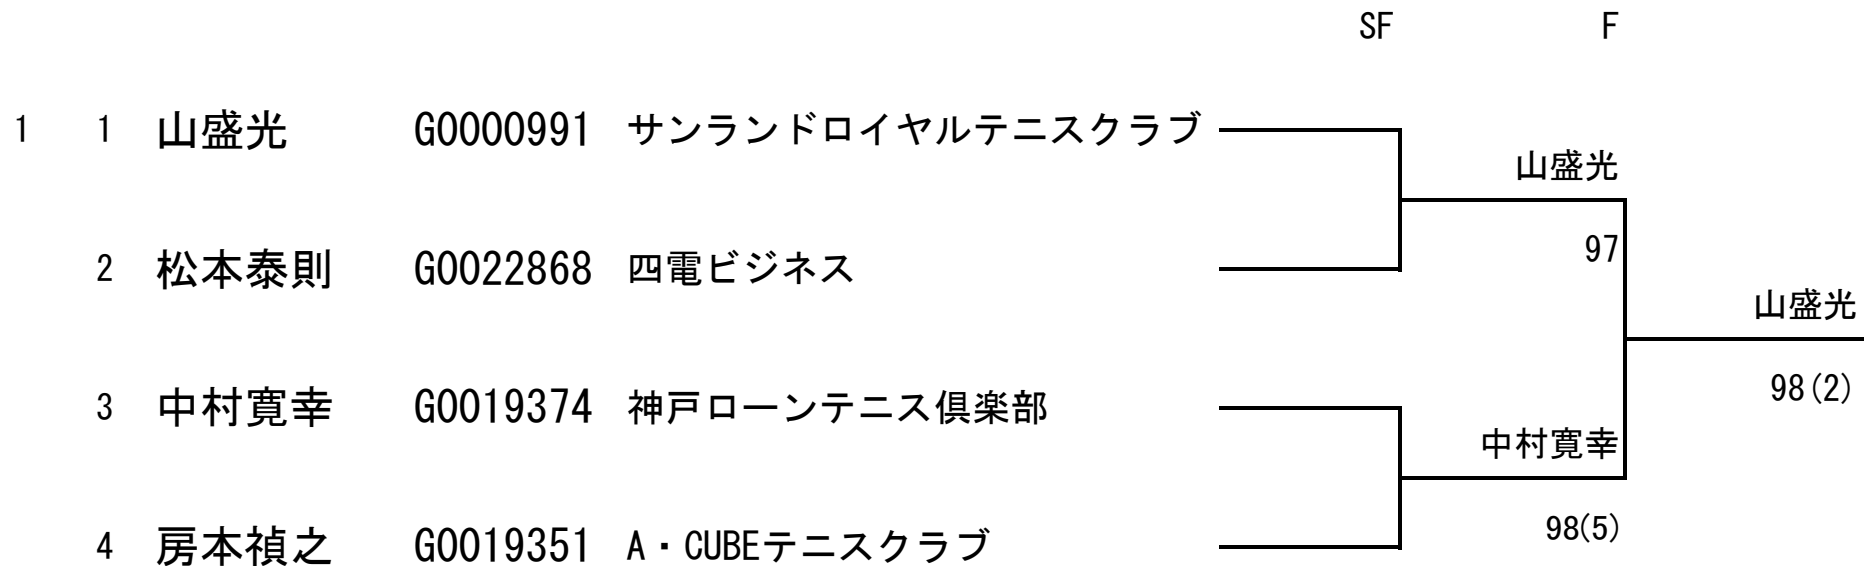 SF F
1 1 山盛光 G0000991 サンランドロイヤルテニスクラブ
山盛光
2 松本泰則 G0022868 四電ビジネス
97
山盛光
3 中村寛幸 G0019374 神戸ローンテニス倶楽部
98(2)
中村寛幸
4 房本禎之 G0019351 A・CUBEテニスクラブ
98(5)